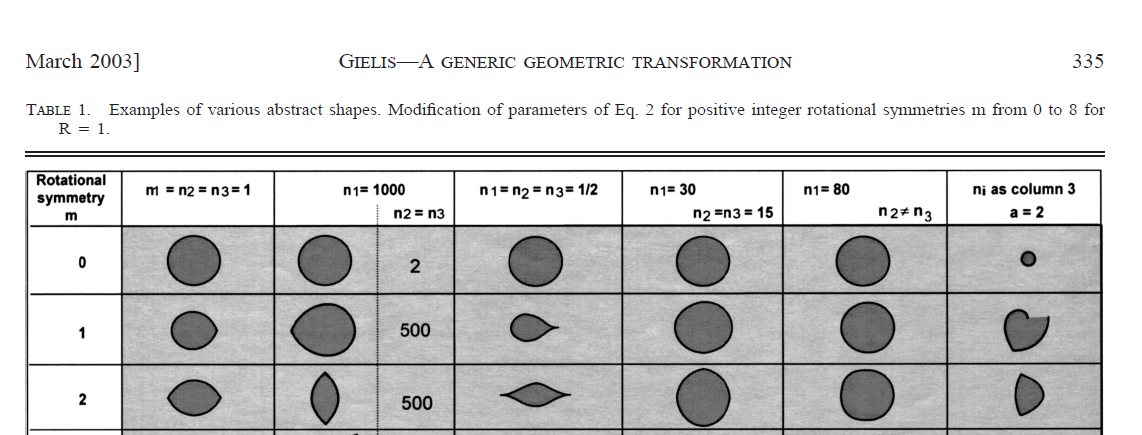 March 2003] GIELIS—A GENERIC GEOMETRIC TRANSFORMATION 335
TABLE 1. Examples of various abstract shapes. Modification of parameters of Eq. 2 for positive integer rotational symmetries m from 0 to 8 for
R = 1.
Rotational symmetry m
m = n2 = n3= 1
n1= 1000
n2 = n3
n1= n2 = n3= 1/2
n1= 30
n2 =n3 = 15
n1= 80
n2≠ n3
ni as column 3
a = 2
0 2
1 500
2 500